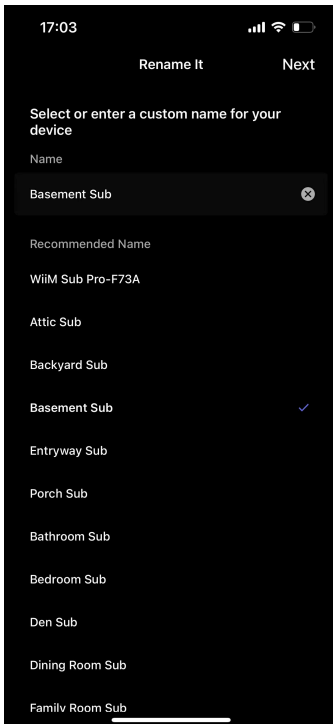 17:03
Rename It
Next
Select or enter a custom name for your
device
Name
Basement Sub
Recommended Name
WiiM Sub Pro-F73A
Attic Sub
Backyard Sub
Basement Sub
Entryway Sub
Porch Sub
Bathroom Sub
Bedroom Sub
Den Sub
Dining Room Sub
Family Room Sub